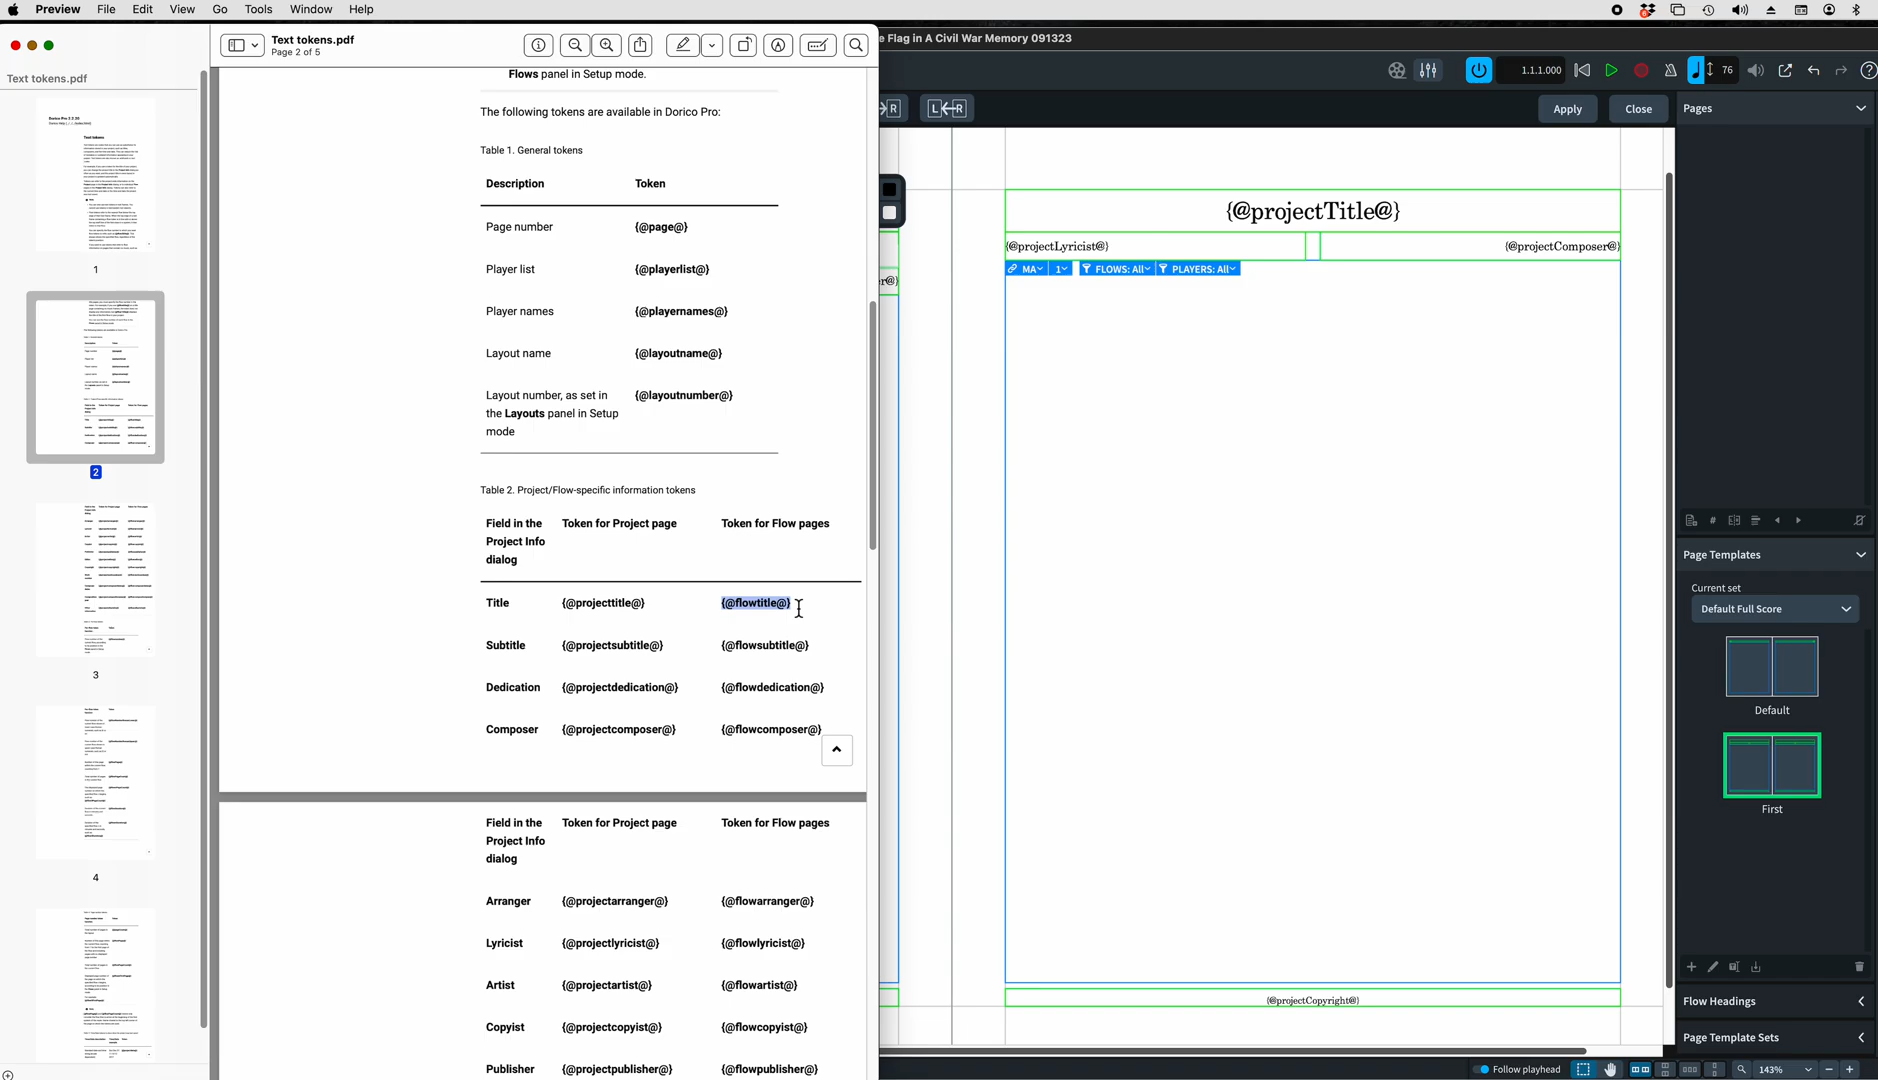 Preview File Edit View Go Tools Window Help
Text tokens.pdf
Page 2 of 5
e Flag in A Civil War Memory 091323
Text tokens.pdf
1
2
3
4
Flows panel in Setup mode.
The following tokens are available in Dorico Pro:
Table 1. General tokens
Description Token
Page number {@page@}
Player list {@playerlist@}
Player names {@playernames@}
Layout name {@layoutname@}
Layout number, as set in {@layoutnumber@}
the Layouts panel in Setup
mode
Table 2. Project/Flow-specific information tokens
Field in the Token for Project page Token for Flow pages
Project Info
dialog
Title {@projecttitle@} {@flowtitle@}
Subtitle {@projectsubtitle@} {@flowsubtitle@}
Dedication {@projectdedication@} {@flowdedication@}
Composer {@projectcomposer@} {@flowcomposer@}
Field in the Token for Project page Token for Flow pages
Project Info
dialog
Arranger {@projectarranger@} {@flowarranger@}
Lyricist {@projectlyricist@} {@flowlyricist@}
Artist {@projectartist@} {@flowartist@}
Copyist {@projectcopyist@} {@flowcopyist@}
Publisher {@projectpublisher@} {@flowpublisher@}
1.1.1.000
76
R L R
Apply Close
{@projectTitle@}
{@projectLyricist@} {@projectComposer@}
MA 1 FLOWS: All PLAYERS: All
er@}
{@projectCopyright@}
Pages
#
Page Templates
Current set
Default Full Score
Default
First
Flow Headings
Page Template Sets
Follow playhead 143%